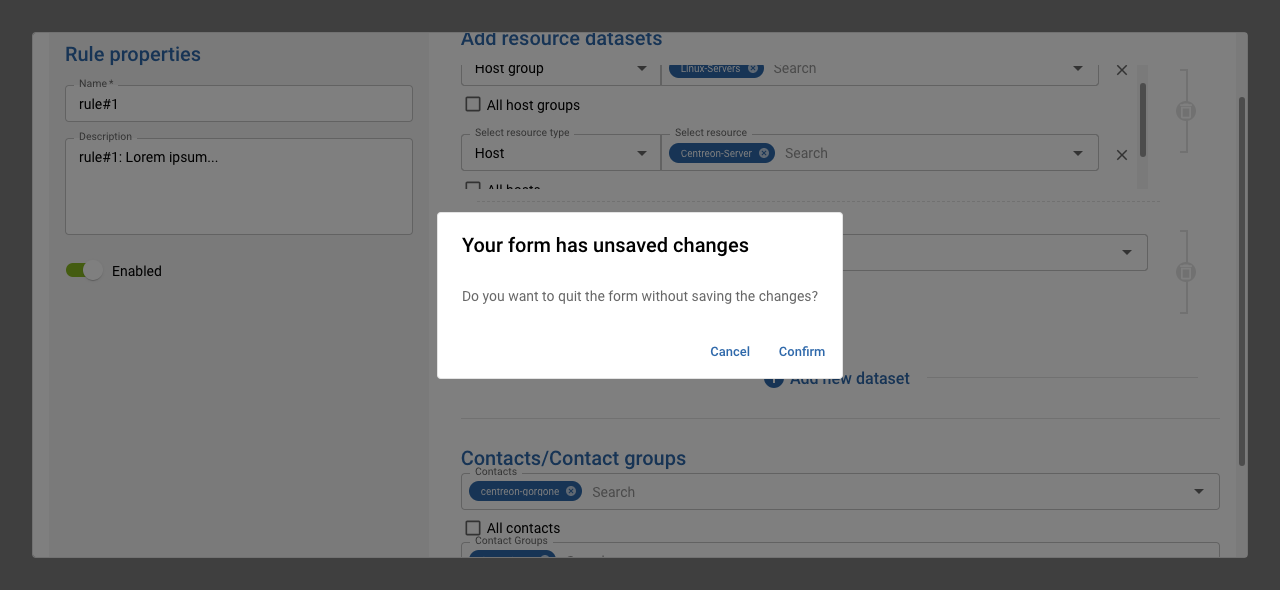 Rule properties
Name *
rule#1
Description
rule#1: Lorem ipsum...
Enabled
Add resource datasets
Host group
Linux-Servers
Search
All host groups
Select resource type
Select resource
Host
Centreon-Server
Search
All hosts
Your form has unsaved changes
Do you want to quit the form without saving the changes?
Cancel
Confirm
Add new dataset
Contacts/Contact groups
Contacts
centreon-gorgone
Search
All contacts
Contact Groups